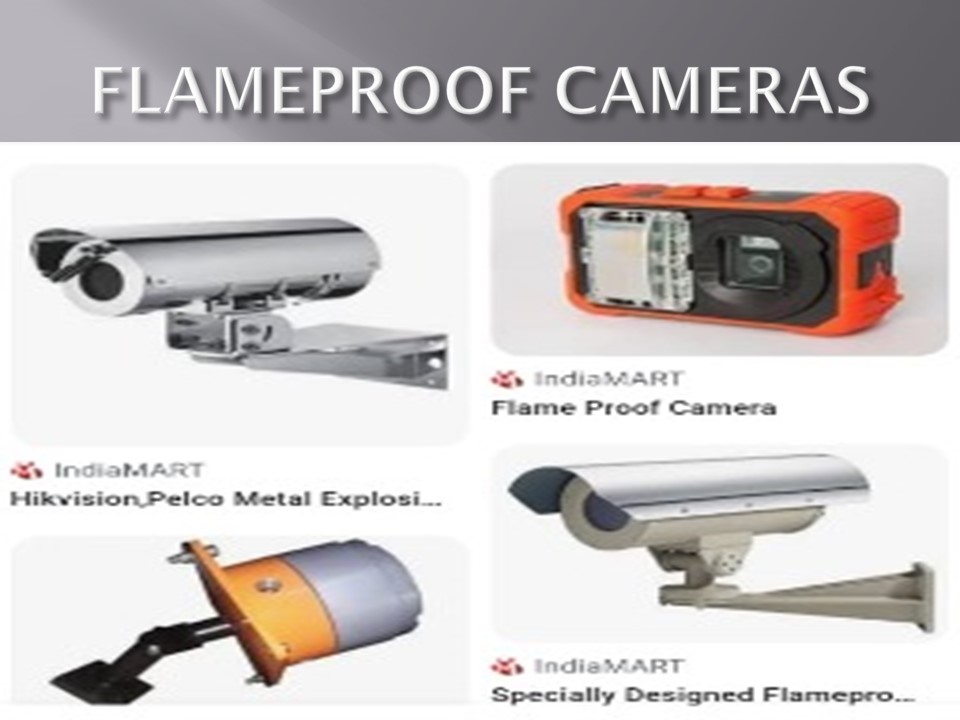 FLAMEPROOF CAMERAS
IndiaMART
Hikvision,Pelco Metal Explosi...
IndiaMART
Flame Proof Camera
IndiaMART
Specially Designed Flamepro...